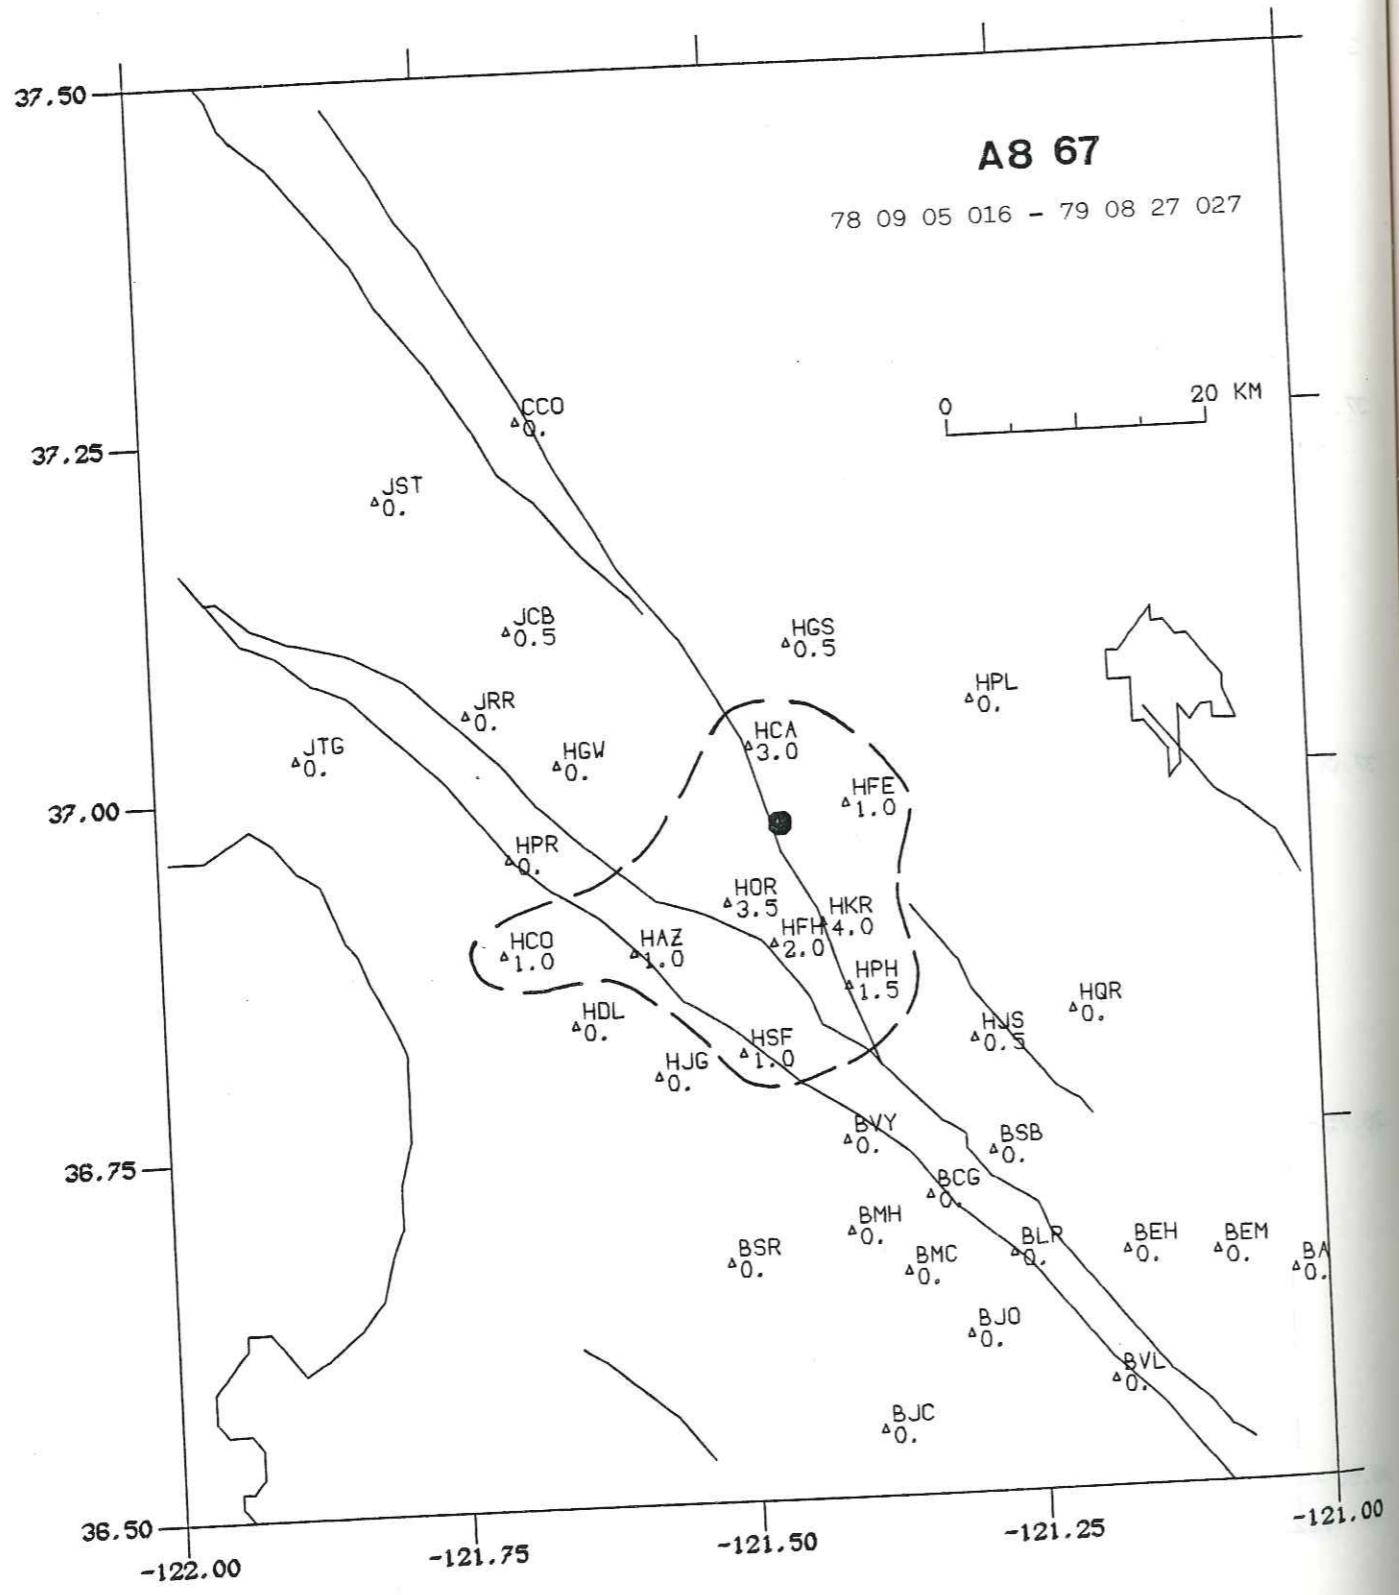 37.50
A8 67
78 09 05 016 – 79 08 27 027
0 20 KM
CCO
0.
37.25
JST
0.
JCB
0.5
HGS
0.5
HPL
0.
JRR
0.
HCA
3.0
JTG
0.
HGW
0.
HFE
1.0
37.00
HPR
0.
HOR
3.5
HKR
4.0
HFH
2.0
HCO
1.0
HAZ
1.0
HPH
1.5
HQR
0.
HDL
0.
HJS
0.5
HSF
1.0
HJG
0.
BVY
0.
BSB
0.
36.75
BCG
0.
BMH
0.
BLR
0.
BEH
0.
BEM
0.
BSR
0.
BMC
0.
BA
0.
BJO
0.
BVL
0.
BJC
0.
36.50
-122.00 -121.75 -121.50 -121.25 -121.00